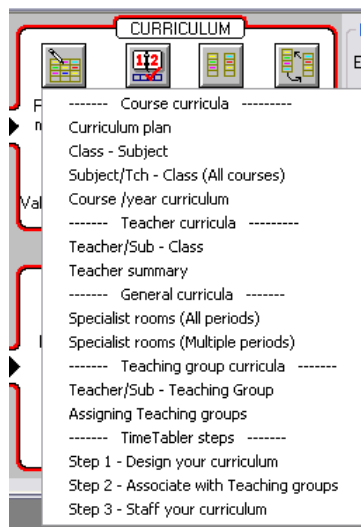 CURRICULUM
1 2
E
------- Course curricula ---------
Curriculum plan
Class - Subject
Subject/Tch - Class (All courses)
Val
Course /year curriculum
------- Teacher curricula ---------
Teacher/Sub - Class
Teacher summary
------- General curricula -------
Specialist rooms (All periods)
Specialist rooms (Multiple periods)
------- Teaching group curricula -------
Teacher/Sub - Teaching Group
Assigning Teaching groups
------- TimeTabler steps -------
Step 1 - Design your curriculum
Step 2 - Associate with Teaching groups
Step 3 - Staff your curriculum